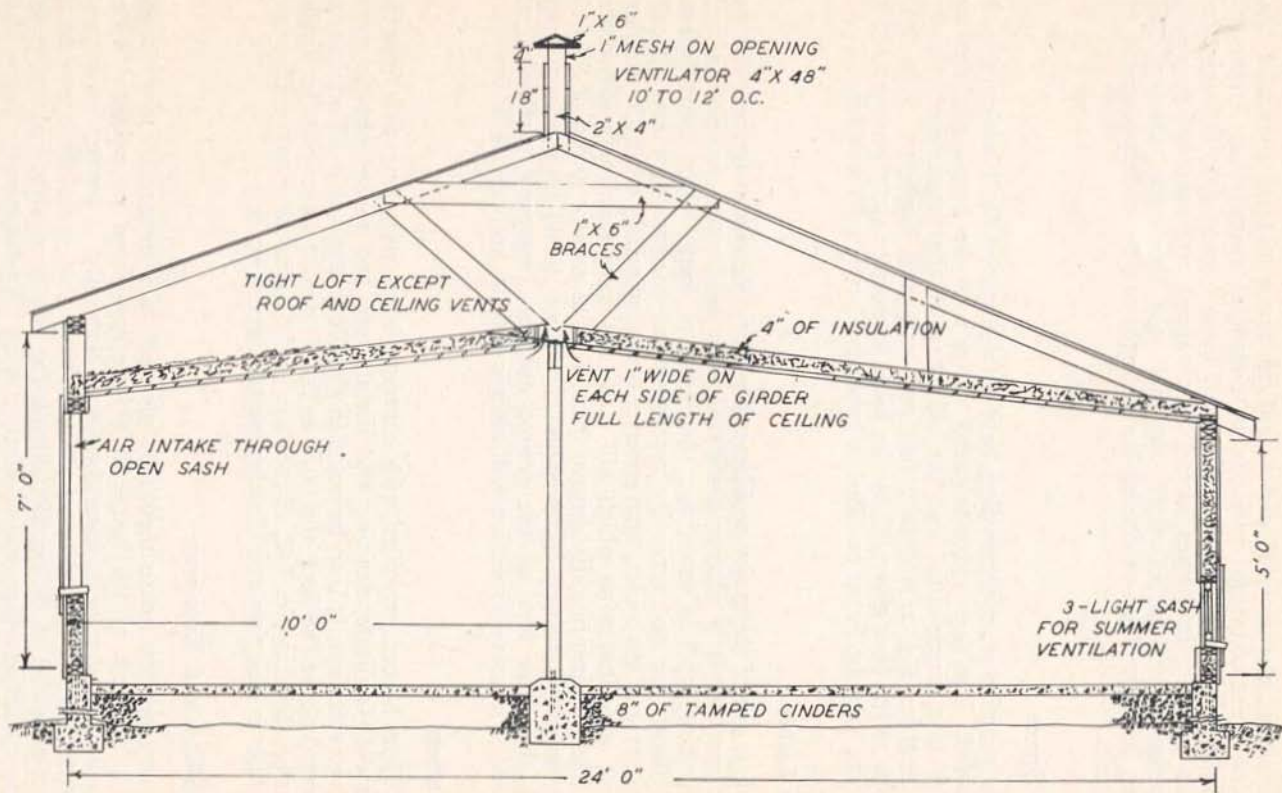 1" X 6"
1" MESH ON OPENING
4"
VENTILATOR 4" X 48"
18"
10' TO 12' O.C.
2" X 4"
1" X 6"
BRACES
TIGHT LOFT EXCEPT
ROOF AND CEILING VENTS
4" OF INSULATION
VENT 1" WIDE ON
EACH SIDE OF GIRDER
FULL LENGTH OF CEILING
AIR INTAKE THROUGH
OPEN SASH
7' 0"
5' 0"
10' 0"
3-LIGHT SASH
FOR SUMMER
VENTILATION
8" OF TAMPED CINDERS
24' 0"